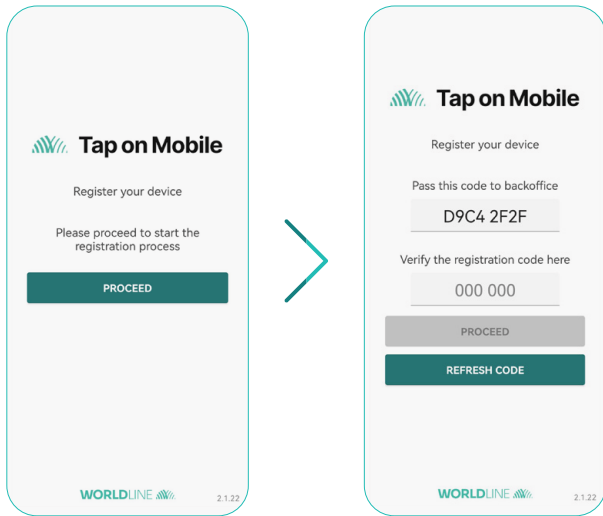 Tap on Mobile
Register your device
Please proceed to start the
registration process
PROCEED
WORLDLINE
2.1.22
Tap on Mobile
Register your device
Pass this code to backoffice
D9C4 2F2F
Verify the registration code here
000 000
PROCEED
REFRESH CODE
WORLDLINE
2.1.22